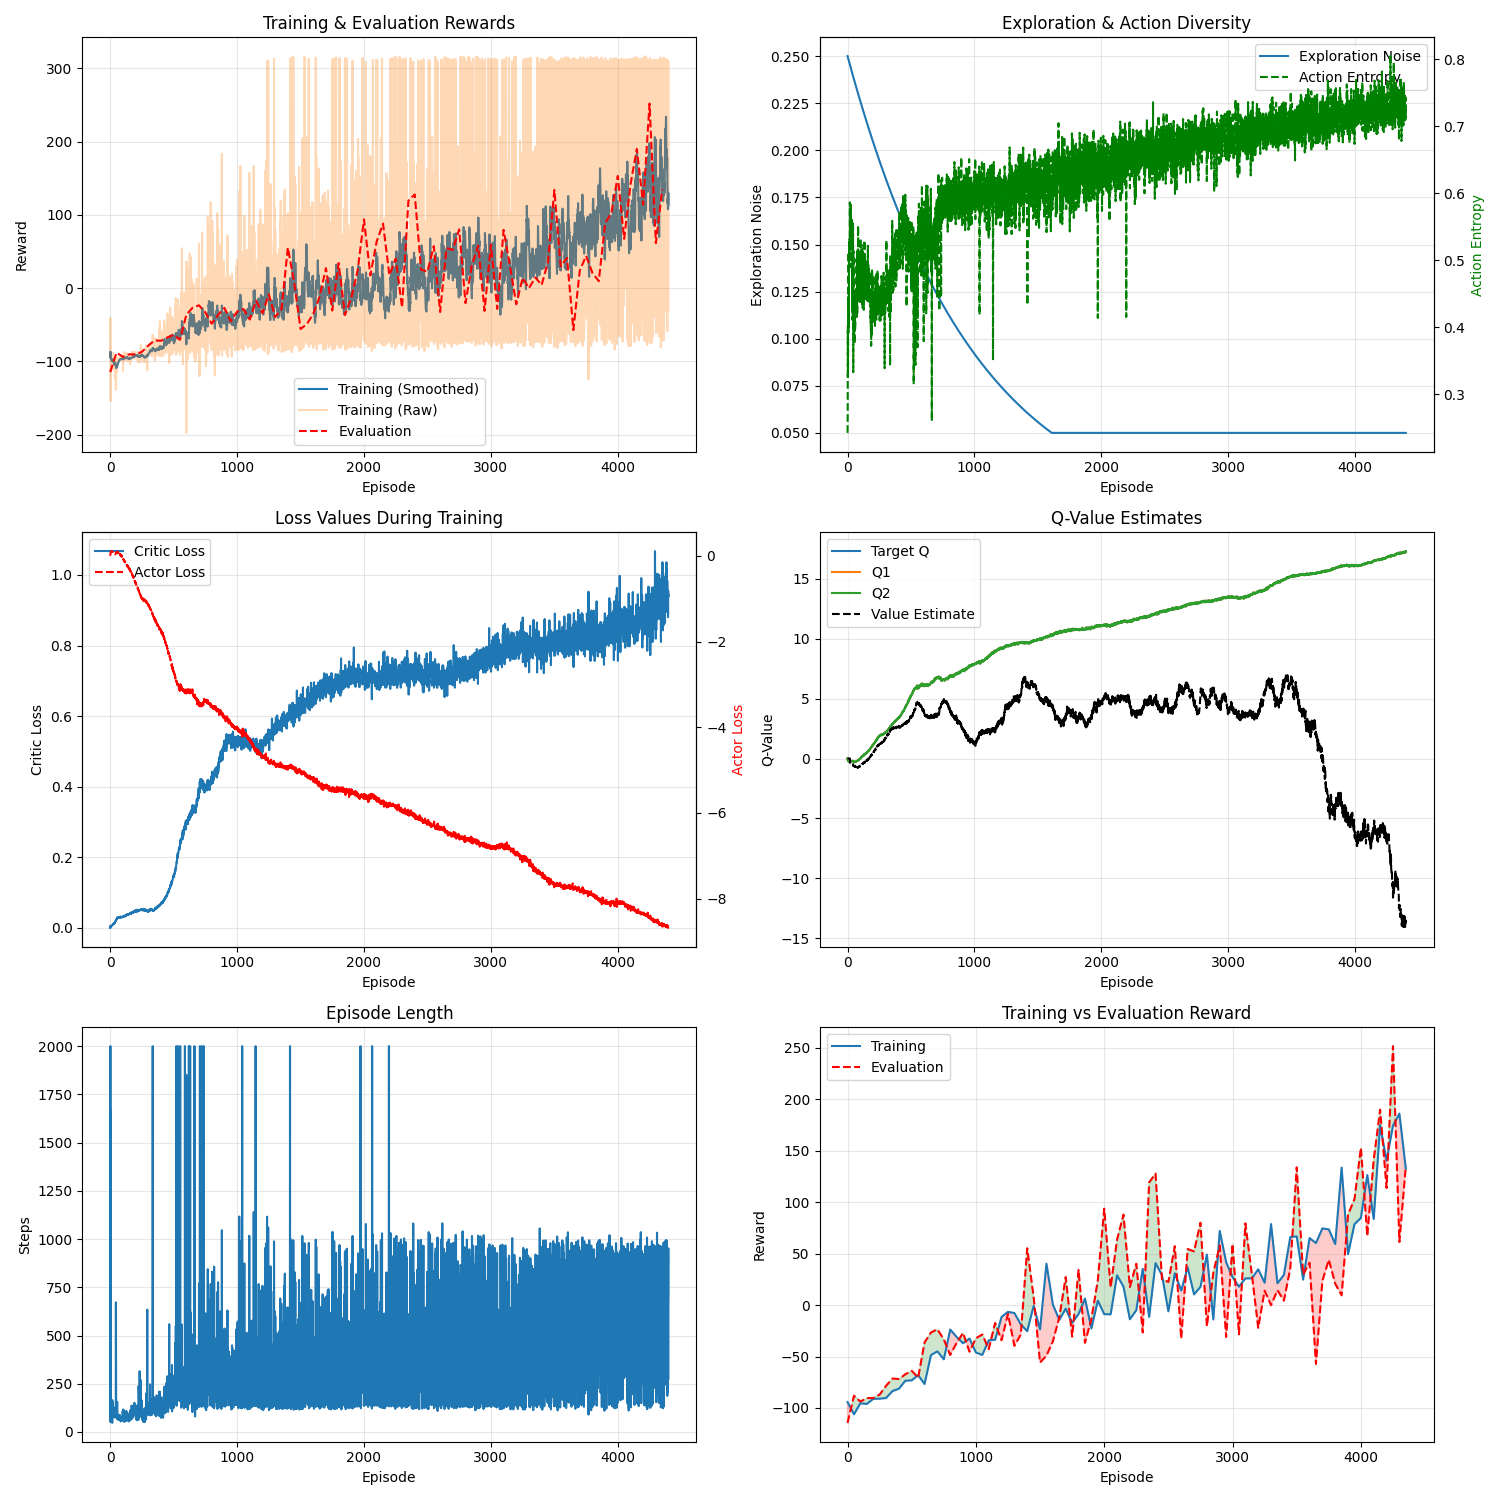 Training & Evaluation Rewards
300
200
100
0
−100
−200
Reward
Training (Smoothed)
Training (Raw)
Evaluation
0 1000 2000 3000 4000
Episode
Exploration & Action Diversity
0.250
0.225
0.200
0.175
0.150
0.125
0.100
0.075
0.050
Exploration Noise
Exploration Noise
Action Entropy
0.8
0.7
0.6
0.5
0.4
0.3
Action Entropy
0 1000 2000 3000 4000
Episode
Loss Values During Training
Critic Loss
Actor Loss
1.0
0.8
0.6
0.4
0.2
0.0
Critic Loss
0
−2
−4
−6
−8
Actor Loss
0 1000 2000 3000 4000
Episode
Q-Value Estimates
Target Q
Q1
Q2
Value Estimate
15
10
5
0
−5
−10
−15
Q-Value
0 1000 2000 3000 4000
Episode
Episode Length
2000
1750
1500
1250
1000
750
500
250
0
Steps
0 1000 2000 3000 4000
Episode
Training vs Evaluation Reward
Training
Evaluation
250
200
150
100
50
0
−50
−100
Reward
0 1000 2000 3000 4000
Episode